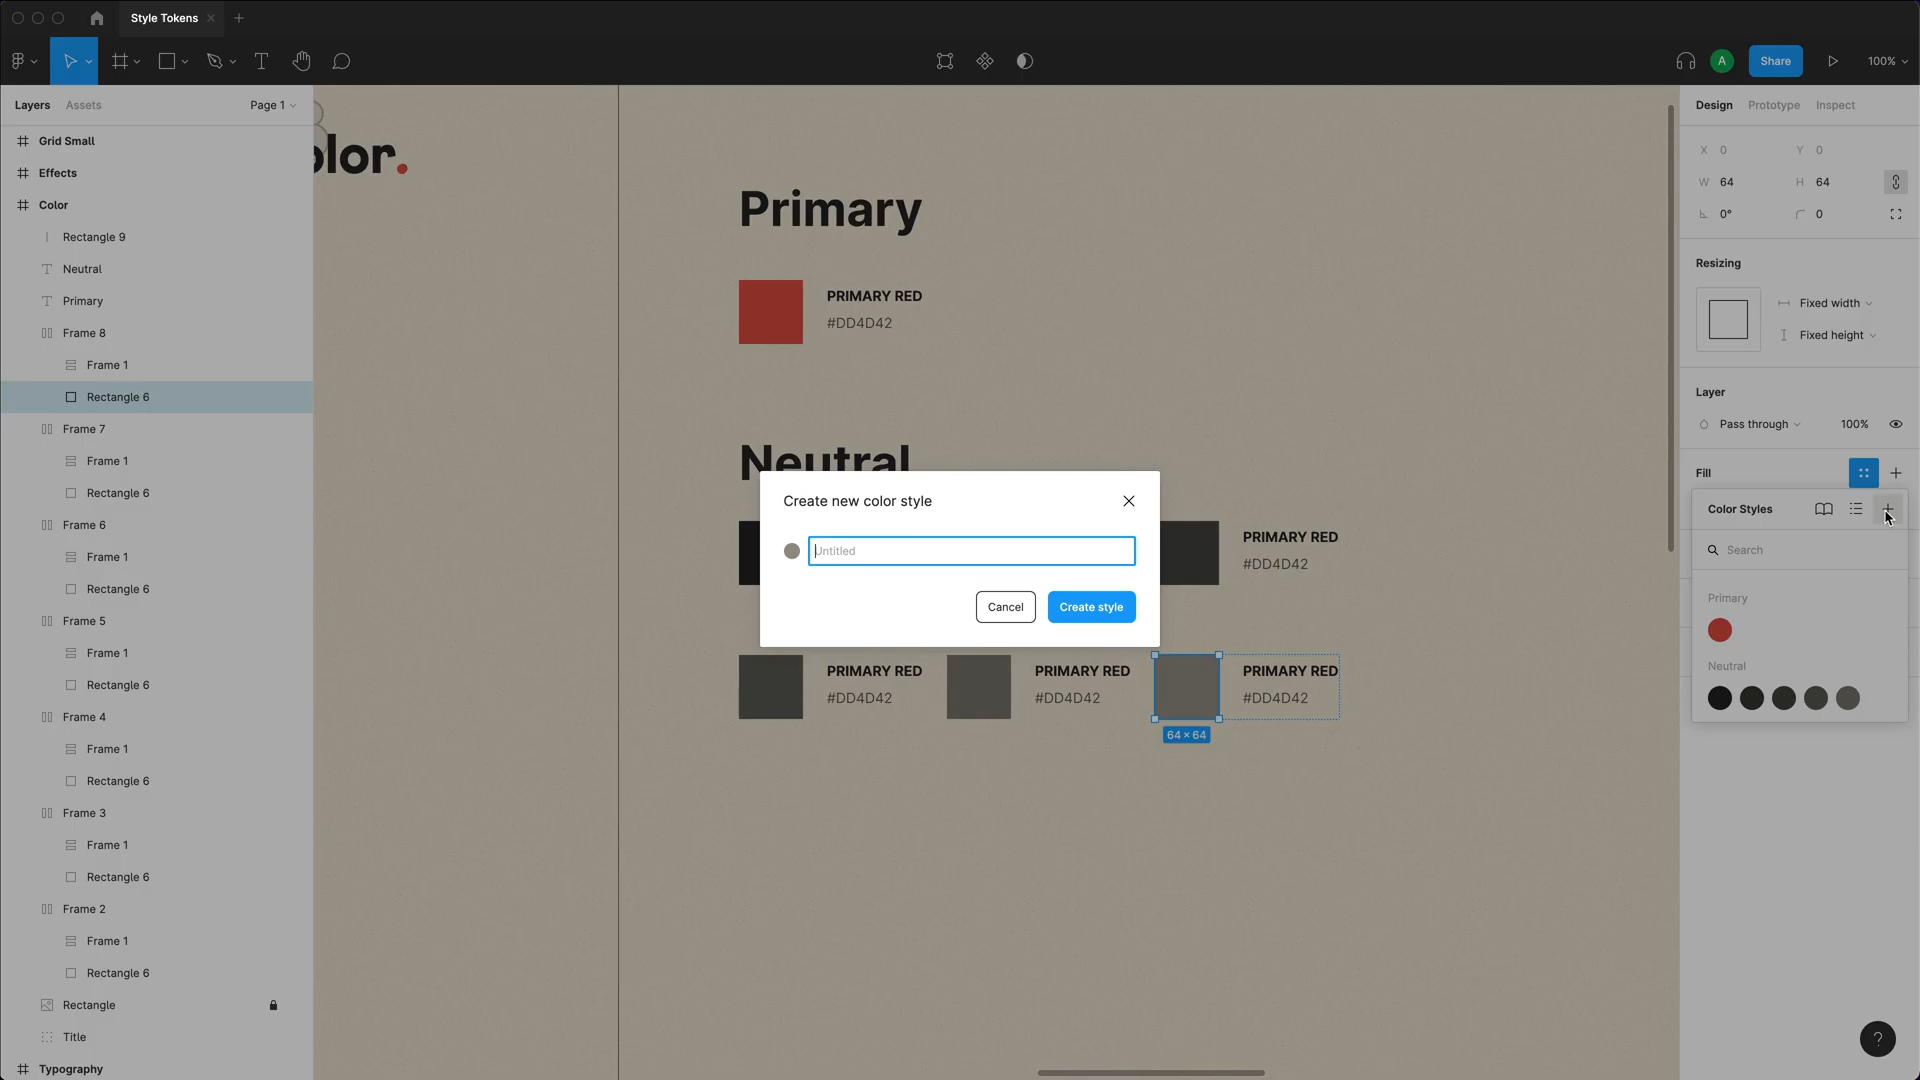 Style Tokens
Share
A
100%
Layers
Assets
Page 1
Grid Small
Effects
Color
Rectangle 9
Neutral
Primary
Frame 8
Frame 1
Rectangle 6
Frame 7
Frame 1
Rectangle 6
Frame 6
Frame 1
Rectangle 6
Frame 5
Frame 1
Rectangle 6
Frame 4
Frame 1
Rectangle 6
Frame 3
Frame 1
Rectangle 6
Frame 2
Frame 1
Rectangle 6
Rectangle
Title
Typography
olor.
Primary
PRIMARY RED
#DD4D42
Neutral
Create new color style
Untitled
Cancel
Create style
PRIMARY RED
#DD4D42
PRIMARY RED
#DD4D42
PRIMARY RED
#DD4D42
PRIMARY RED
#DD4D42
64 × 64
Design
Prototype
Inspect
X 0
Y 0
W 64
H 64
0°
0
Resizing
Fixed width
Fixed height
Layer
Pass through
100%
Fill
Color Styles
Search
Primary
Neutral
?